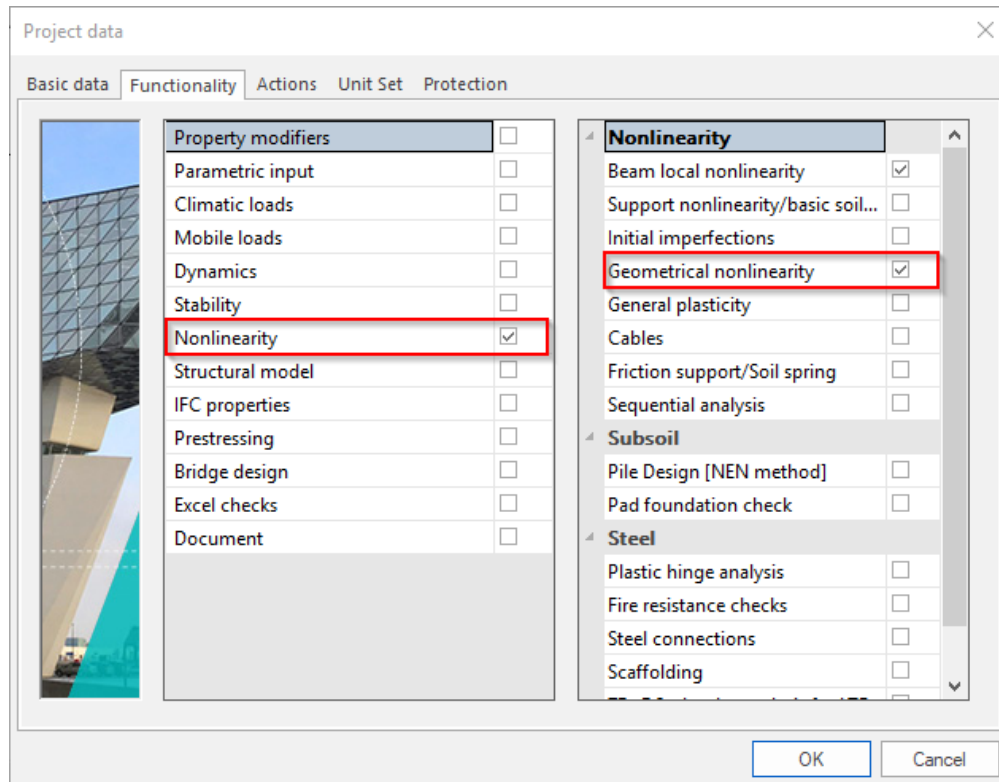 Project data
Basic data Functionality Actions Unit Set Protection
Property modifiers
Parametric input
Climatic loads
Mobile loads
Dynamics
Stability
Nonlinearity
Structural model
IFC properties
Prestressing
Bridge design
Excel checks
Document
Nonlinearity
Beam local nonlinearity
Support nonlinearity/basic soil...
Initial imperfections
Geometrical nonlinearity
General plasticity
Cables
Friction support/Soil spring
Sequential analysis
Subsoil
Pile Design [NEN method]
Pad foundation check
Steel
Plastic hinge analysis
Fire resistance checks
Steel connections
Scaffolding
OK Cancel